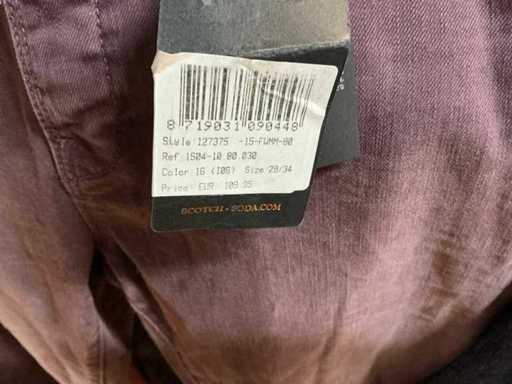 8 719031 090448
Style: 127375 -15-FWMM-80
Ref: 1504-10.80.030
Color: 16 (106) Size: 28/34
Price: EUR 109.95
SCOTCH-SODA.COM